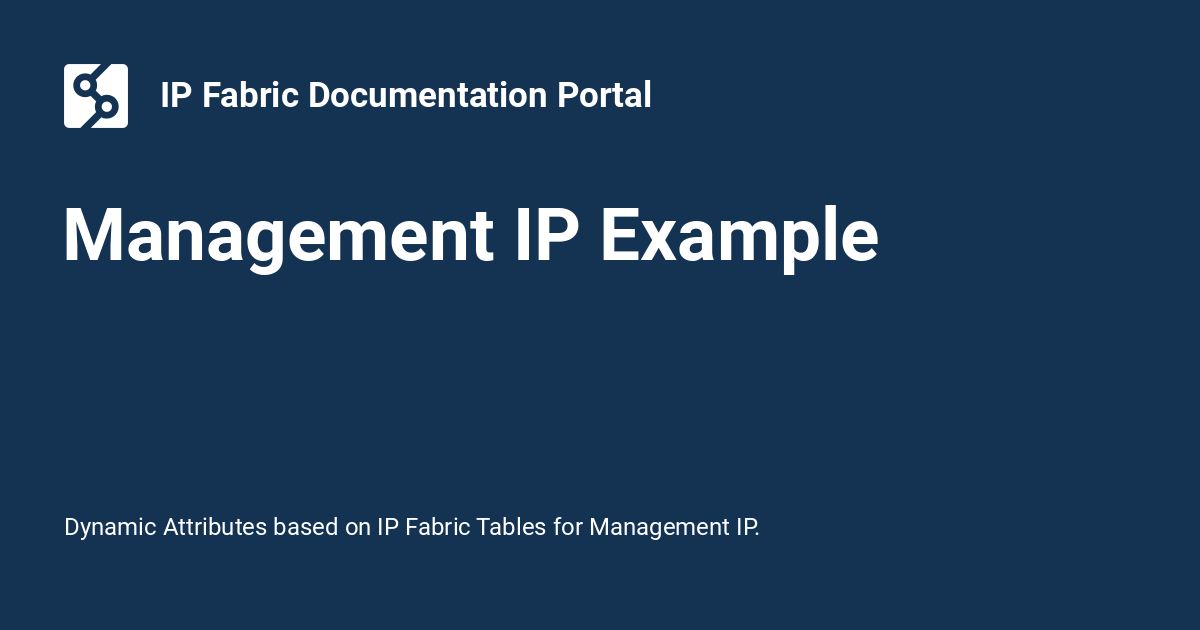 IP Fabric Documentation Portal
Management IP Example
Dynamic Attributes based on IP Fabric Tables for Management IP.